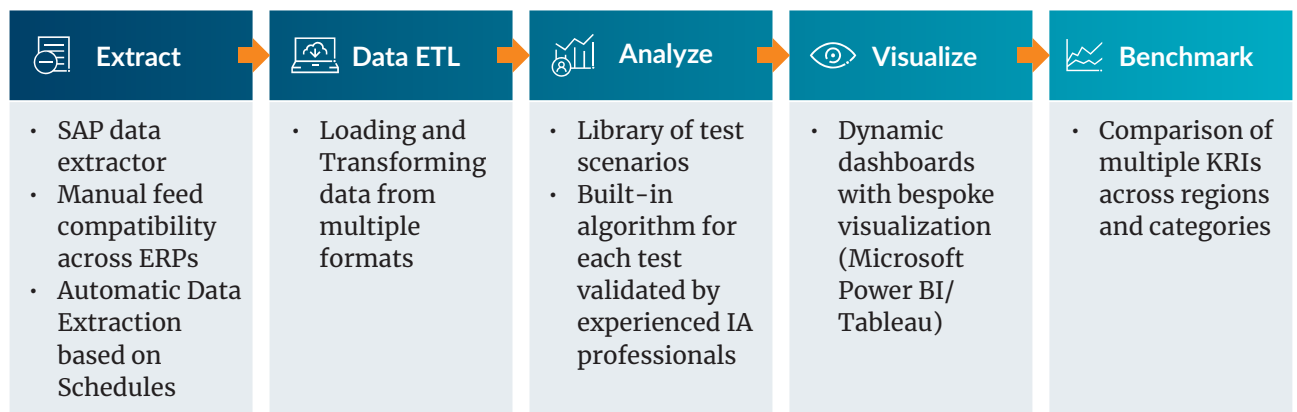 Extract
• SAP data
extractor
• Manual feed
compatibility
across ERPs
• Automatic Data
Extraction
based on
Schedules
Data ETL
• Loading and
Transforming
data from
multiple
formats
Analyze
• Library of test
scenarios
• Built-in
algorithm for
each test
validated by
experienced IA
professionals
Visualize
• Dynamic
dashboards
with bespoke
visualization
(Microsoft
Power BI/
Tableau)
Benchmark
• Comparison of
multiple KRIs
across regions
and categories